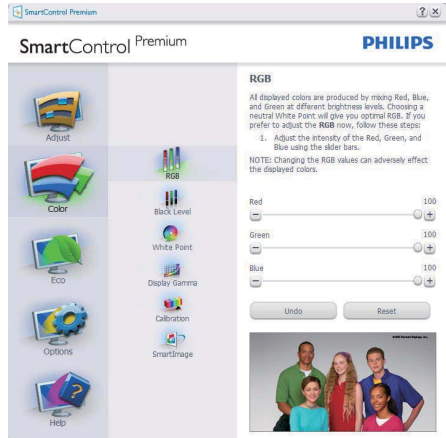 SmartControl Premium
? ×
SmartControl Premium
PHILIPS
Adjust
Color
Eco
Options
Help
RGB
Black Level
White Point
Display Gamma
Calibration
SmartImage
RGB
All displayed colors are produced by mixing Red, Blue,
and Green at different brightness levels. Choosing a
neutral White Point will give you optimal RGB. If you
prefer to adjust the RGB now, follow these steps:
1. Adjust the intensity of the Red, Green, and
Blue using the slider bars.
NOTE: Changing the RGB values can adversely effect
the displayed colors.
Red 100
Green 100
Blue 100
Undo Reset